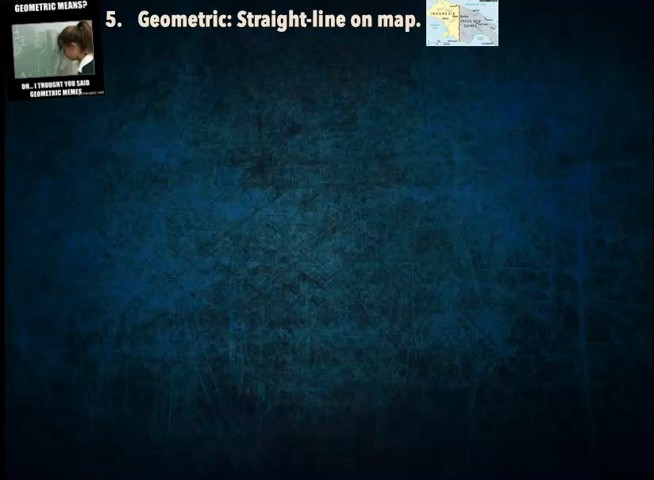 GEOMETRIC MEANS?
OH... I THOUGHT YOU SAID
GEOMETRIC MEMES...
5. Geometric: Straight-line on map.
INDONESIA
PAPUA NEW
GUINEA